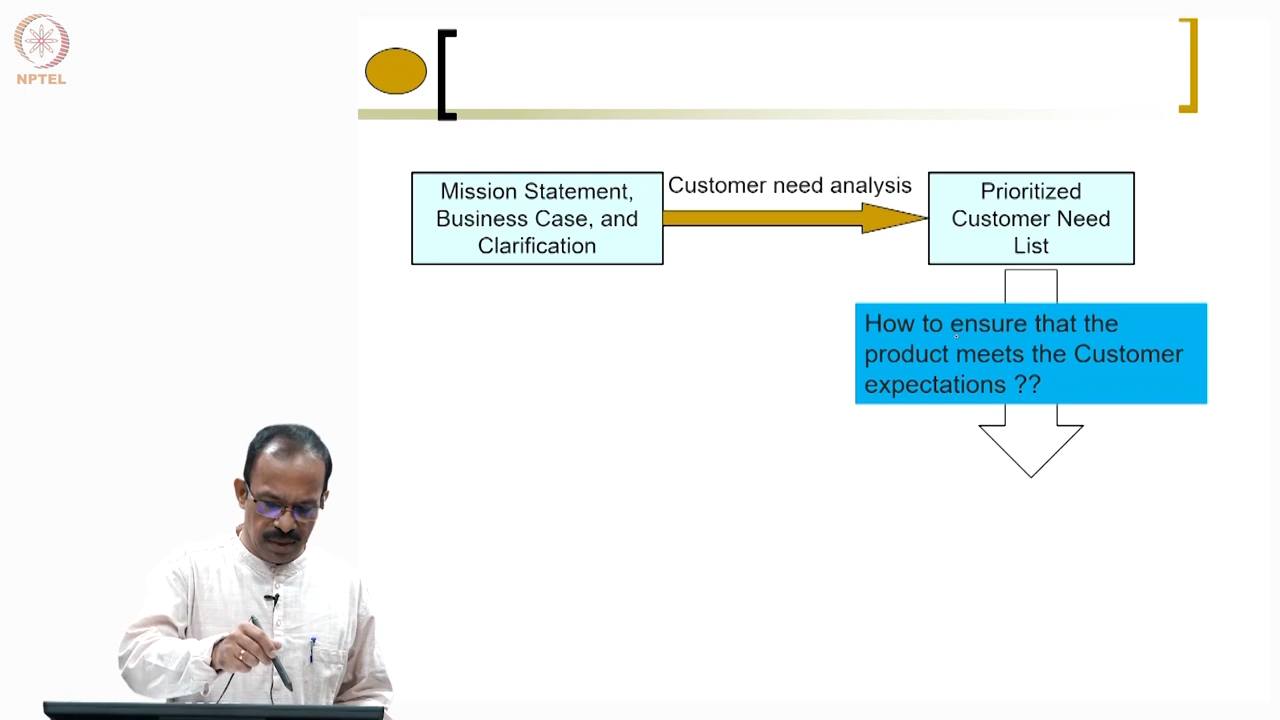 NPTEL
Mission Statement,
Business Case, and
Clarification
Customer need analysis
Prioritized
Customer Need
List
How to ensure that the
product meets the Customer
expectations ??